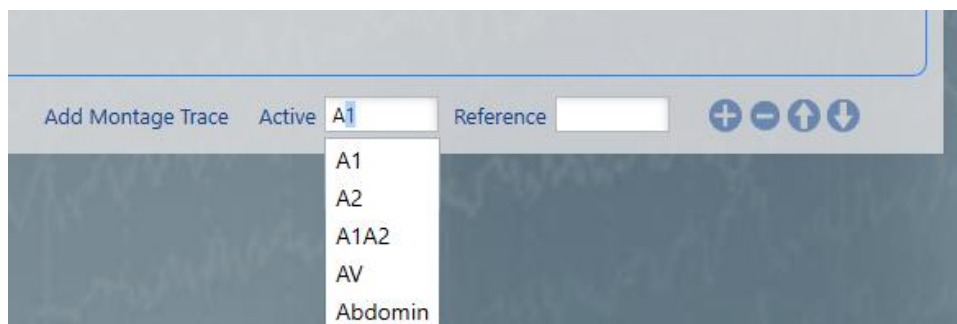 Add Montage Trace Active A1 Reference
A1
A2
A1A2
AV
Abdomin